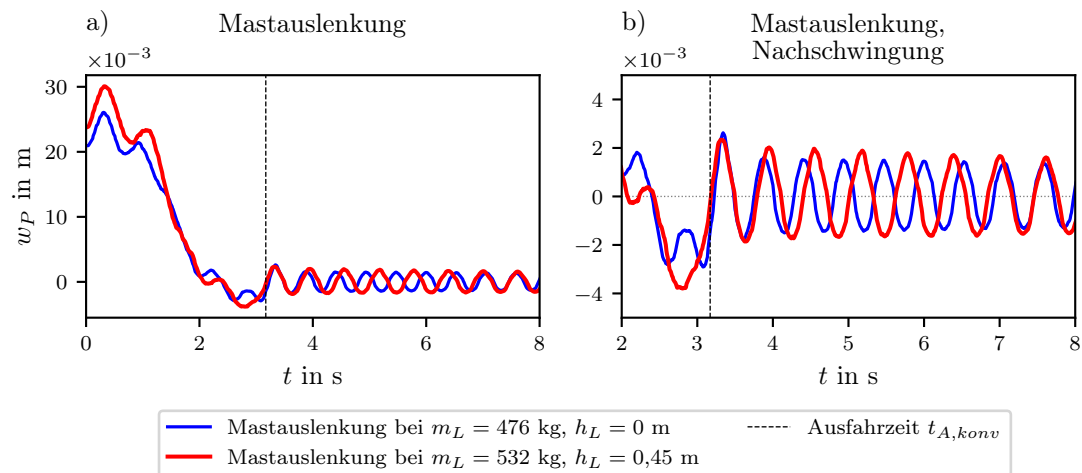 a)
Mastauslenkung
×10⁻³
30
20
10
0
w_P in m
0 2 4 6 8
t in s
b)
Mastauslenkung,
Nachschwingung
×10⁻³
4
2
0
−2
−4
2 3 4 5 6 7 8
t in s
Mastauslenkung bei m_L = 476 kg, h_L = 0 m
Mastauslenkung bei m_L = 532 kg, h_L = 0,45 m
Ausfahrzeit t_{A,konv}